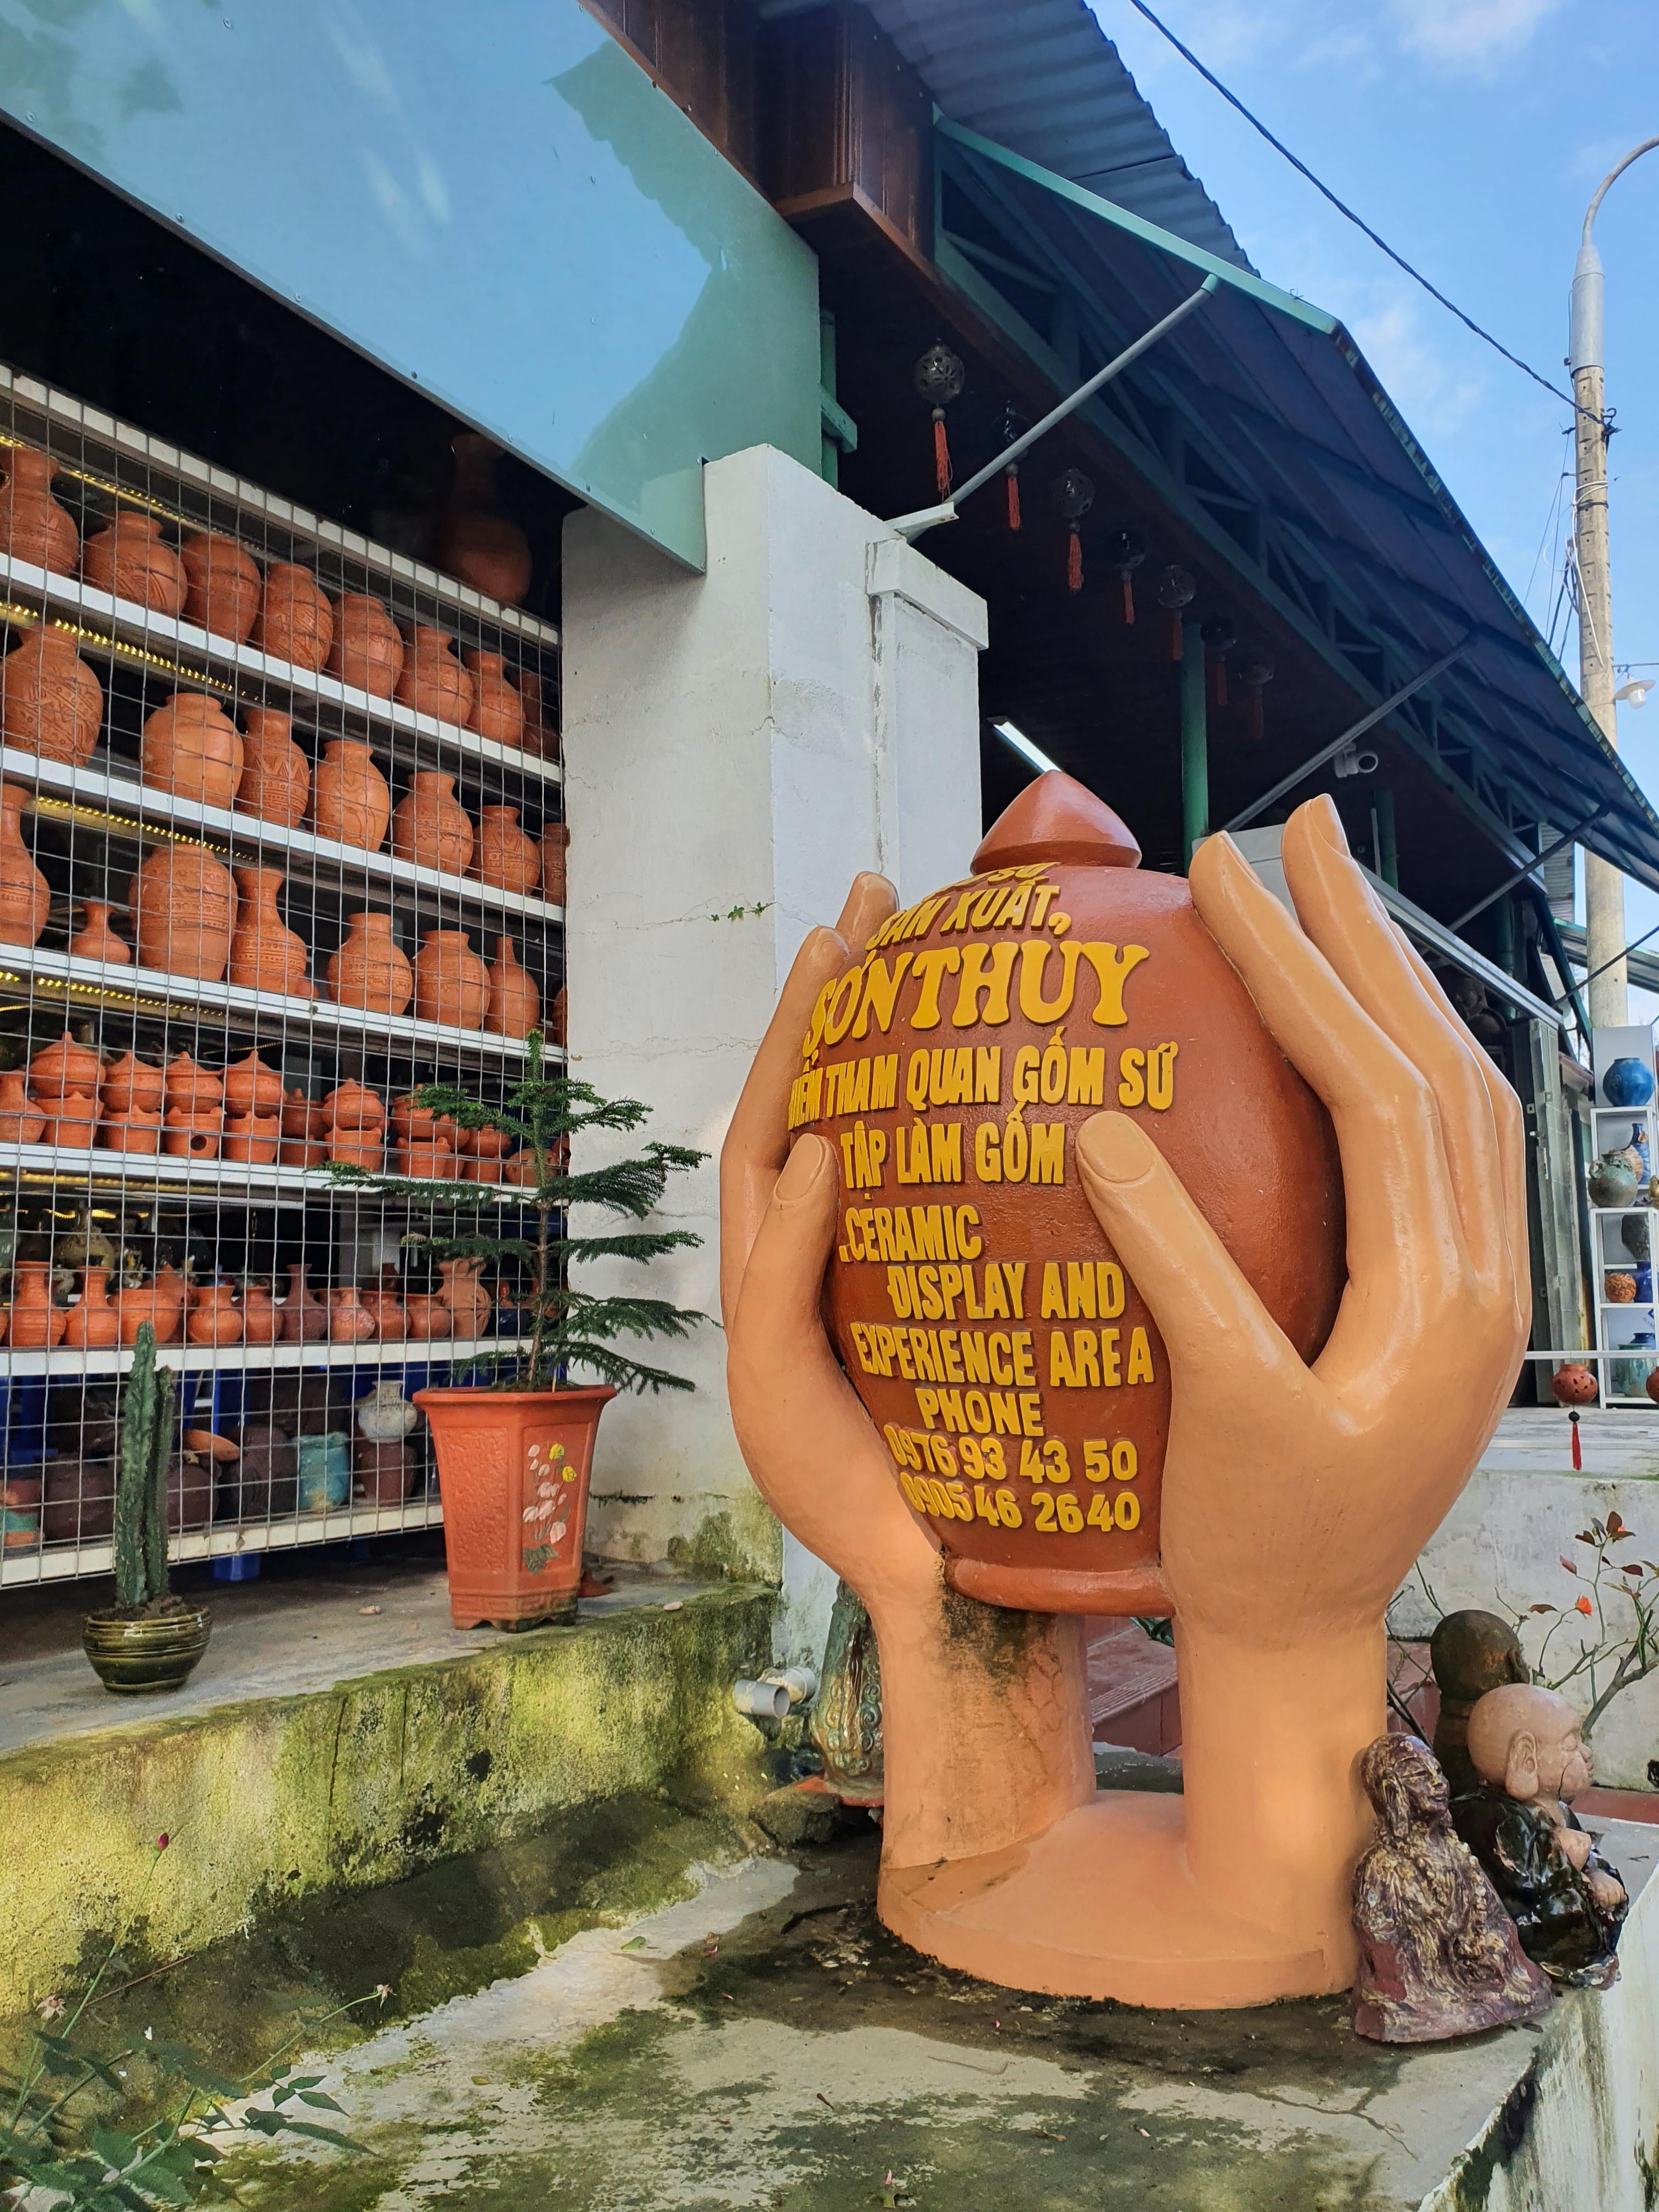 SẢN XUẤT,
SƠN THỦY
ĐIỂM THAM QUAN GỐM SỨ
TẬP LÀM GỐM
.CERAMIC
DISPLAY AND
EXPERIENCE AREA
PHONE
0976 93 43 50
0905 46 26 40